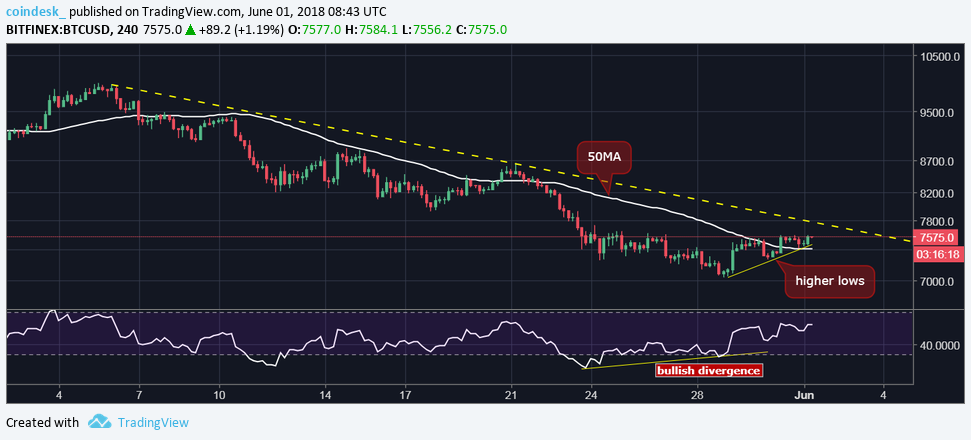 coindesk_ published on TradingView.com, June 01, 2018 08:43 UTC
BITFINEX:BTCUSD, 240 7575.0 ▲ +89.2 (+1.19%) O:7577.0 H:7584.1 L:7556.2 C:7575.0
10500.0
9500.0
8700.0
50MA
8200.0
7800.0
7575.0
03:16:18
higher lows
7000.0
40.0000
bullish divergence
4 7 10 14 17 21 24 28 Jun 4
Created with TradingView